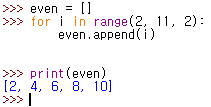 >>> even = []
>>> for i in range(2, 11, 2):
        even.append(i)
>>> print(even)
[2, 4, 6, 8, 10]
>>>